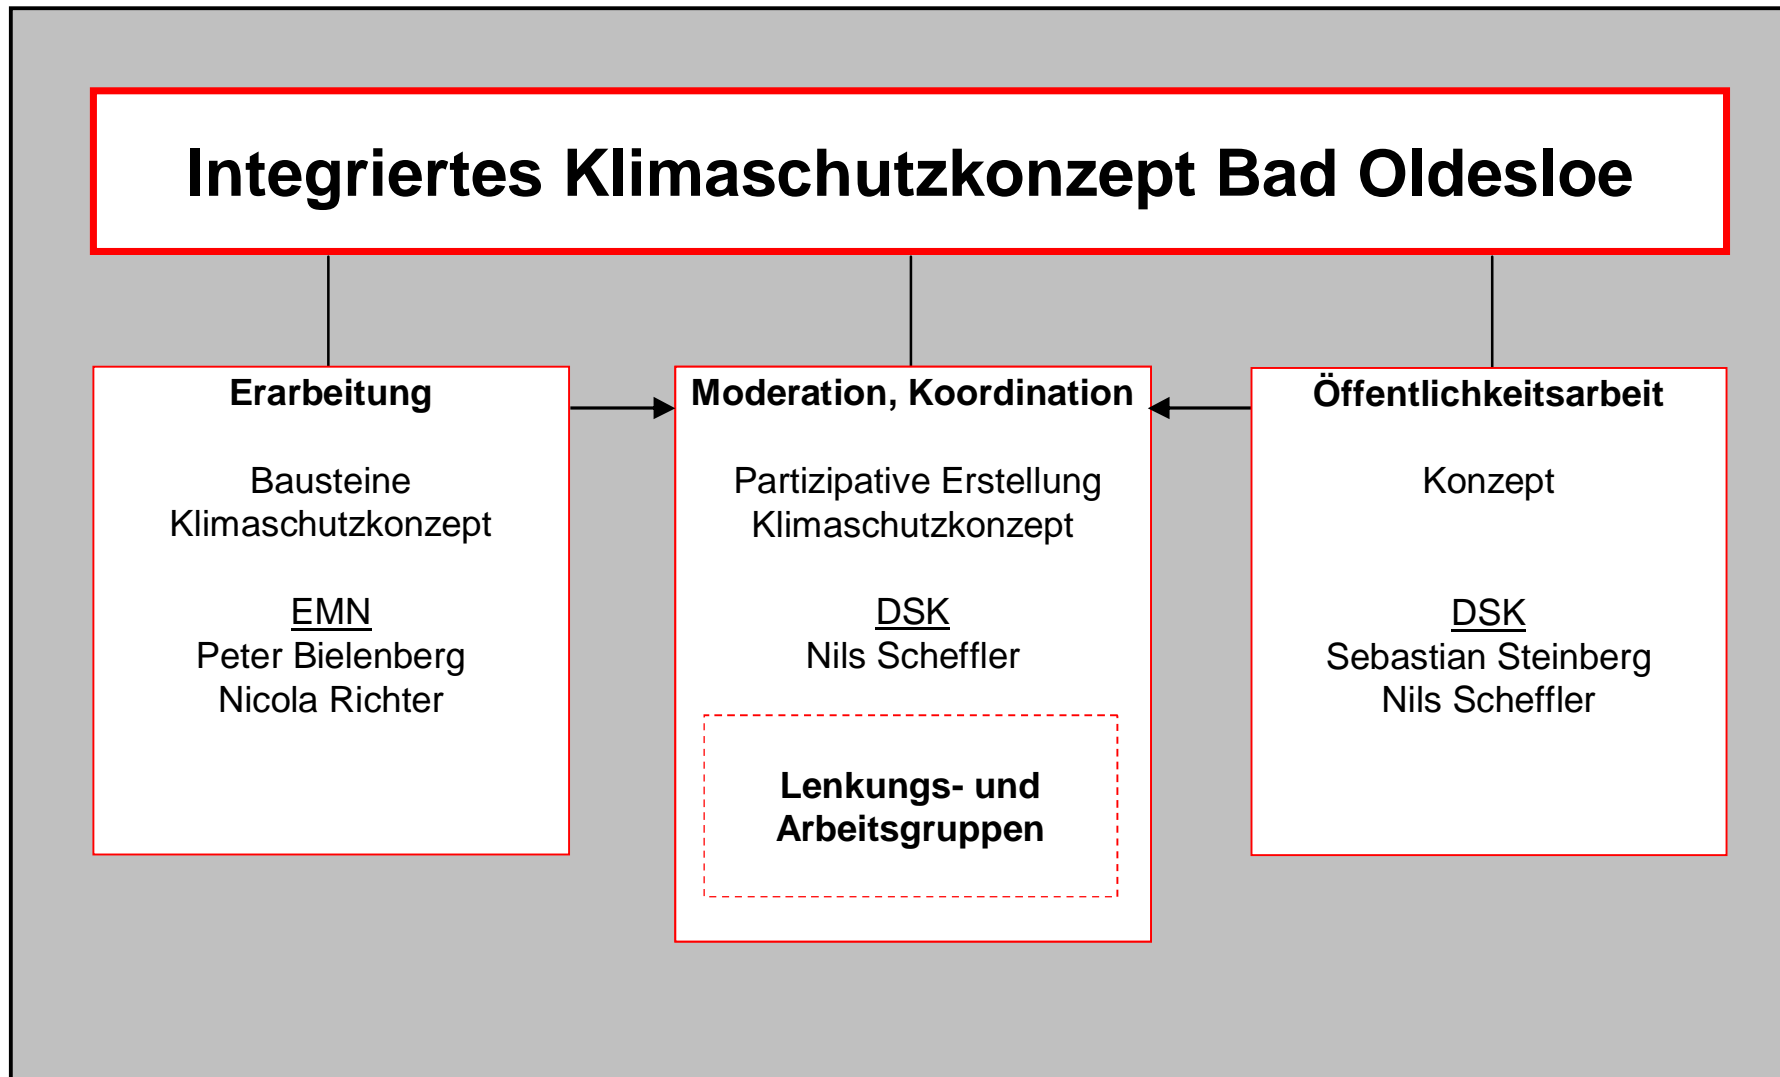 Integriertes Klimaschutzkonzept Bad Oldesloe
Erarbeitung
Bausteine
Klimaschutzkonzept
EMN
Peter Bielenberg
Nicola Richter
Moderation, Koordination
Partizipative Erstellung
Klimaschutzkonzept
DSK
Nils Scheffler
Lenkungs- und
Arbeitsgruppen
Öffentlichkeitsarbeit
Konzept
DSK
Sebastian Steinberg
Nils Scheffler